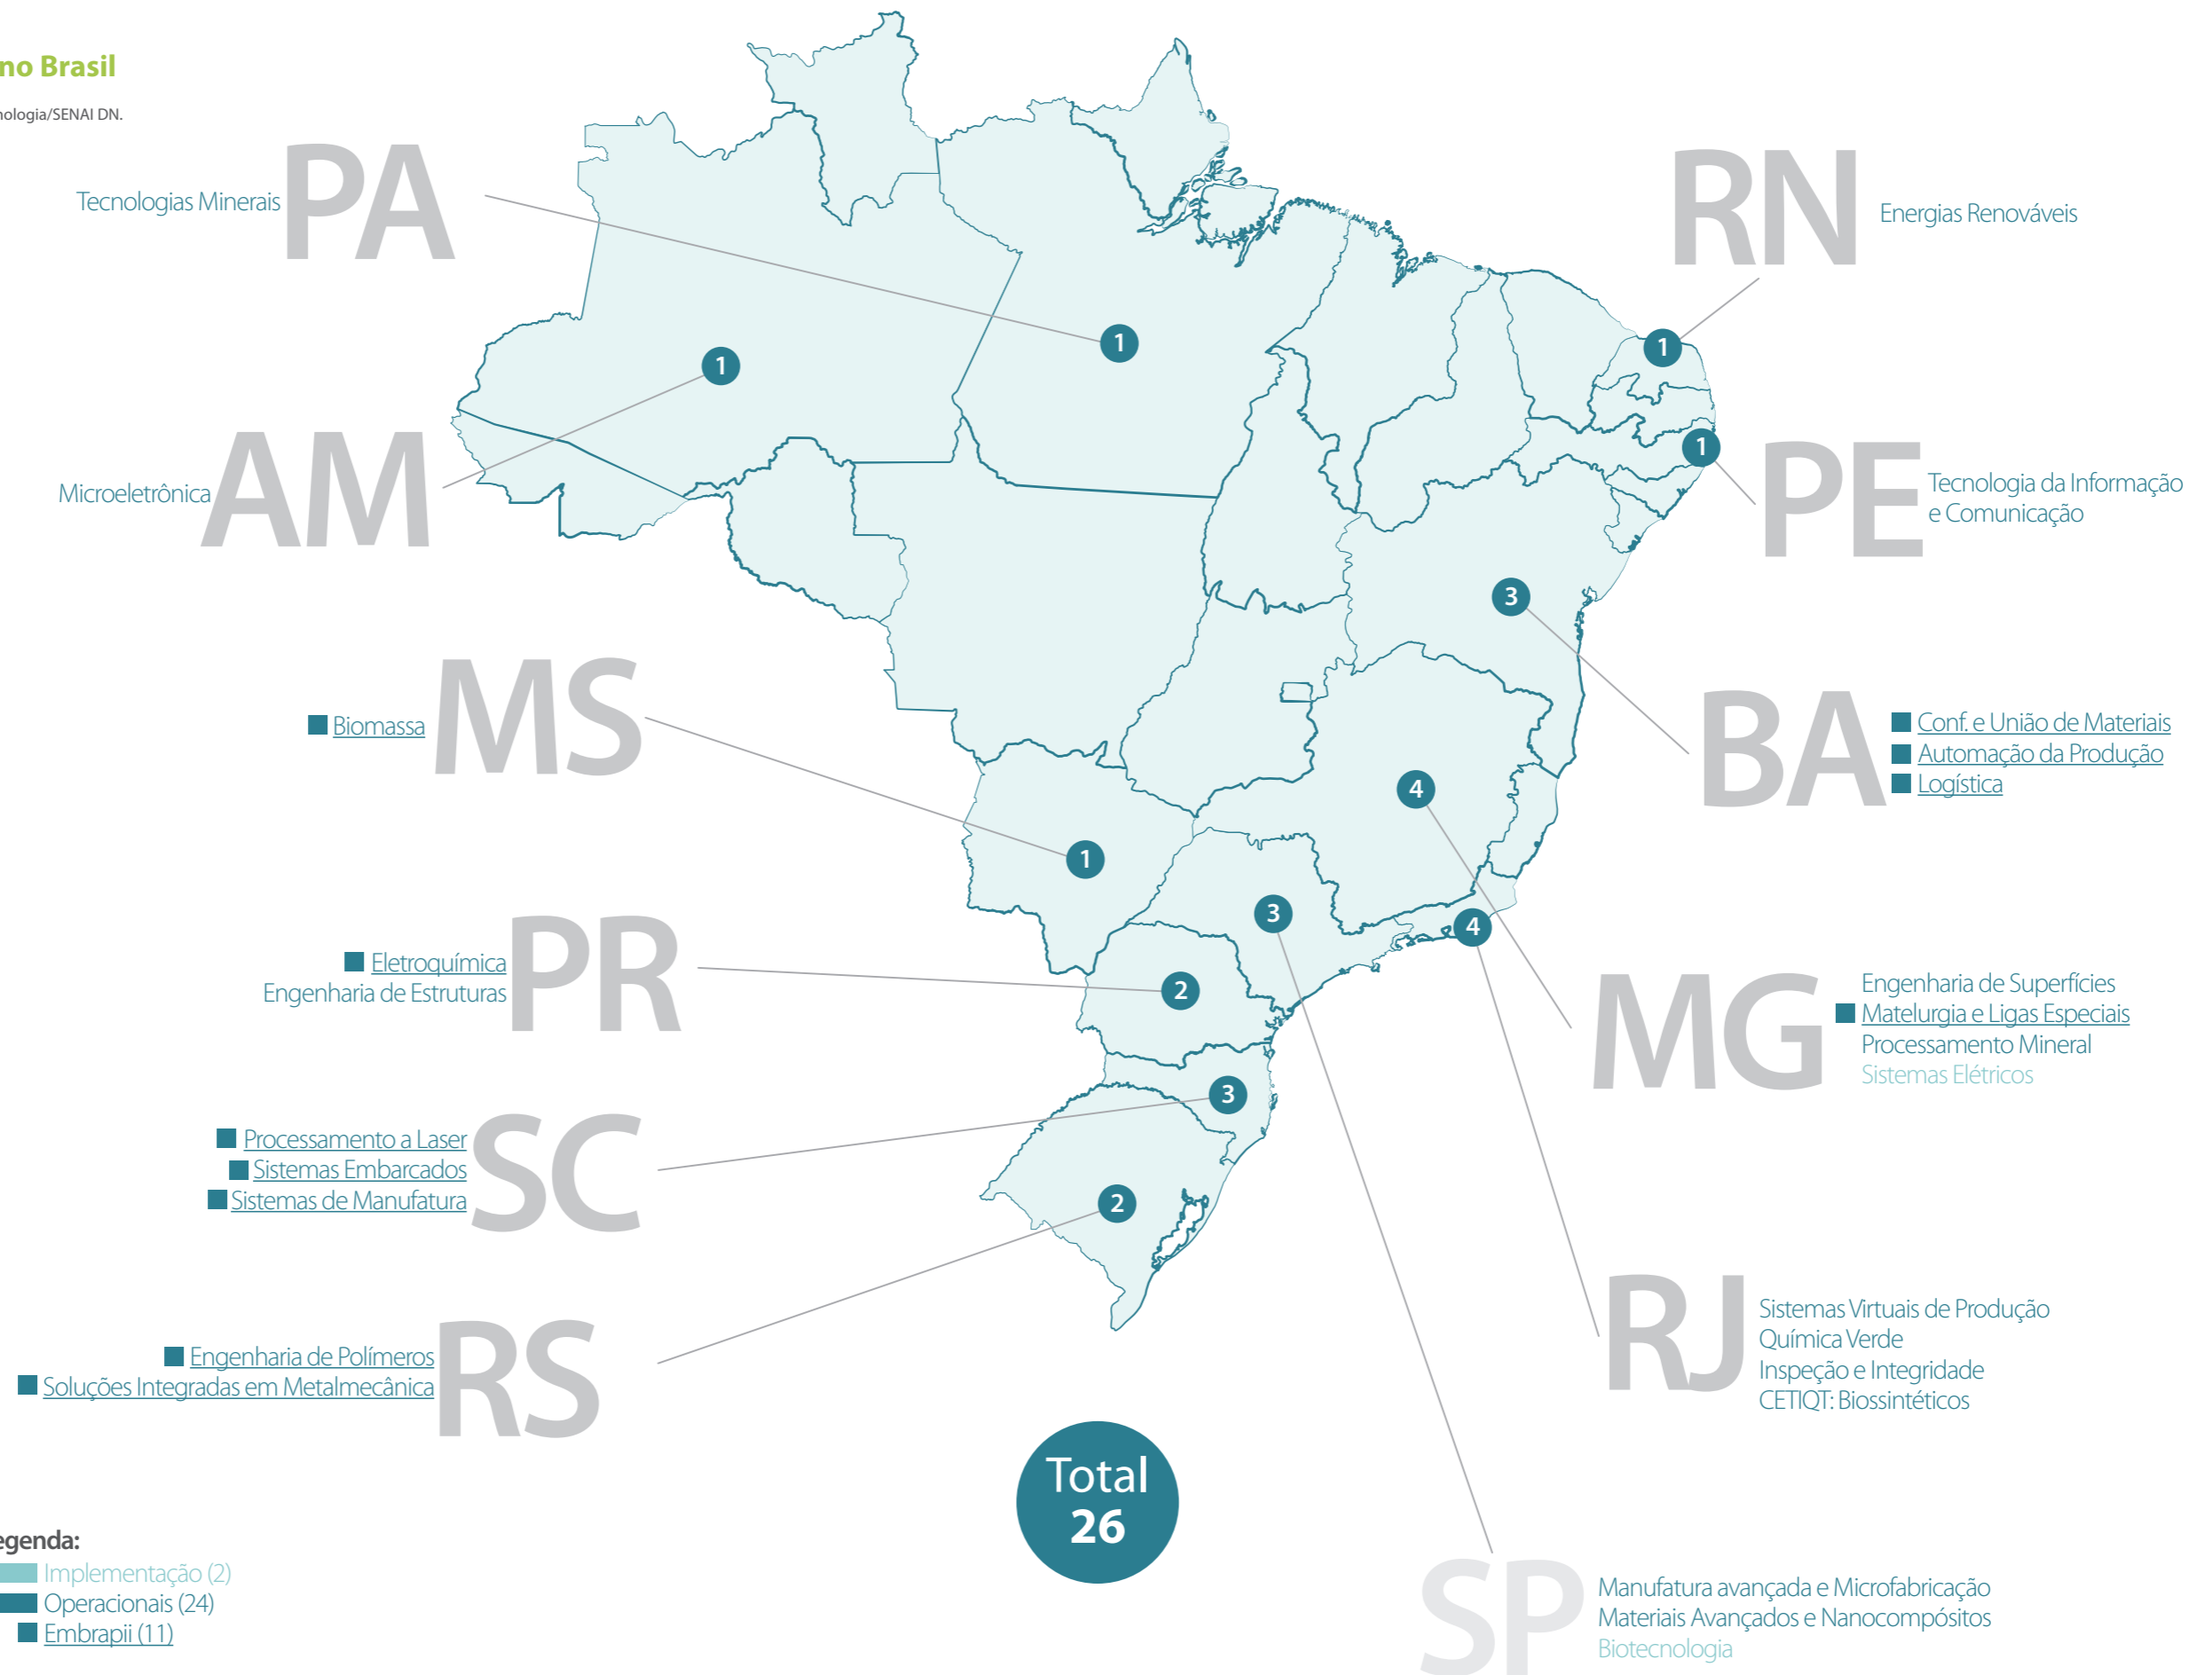 no Brasil
nologia/SENAI DN.
PA
Tecnologias Minerais
1
AM
Microeletrônica
1
MS
Biomassa
1
PR
Eletroquímica
Engenharia de Estruturas
2
SC
Processamento a Laser
Sistemas Embarcados
Sistemas de Manufatura
3
RS
Engenharia de Polímeros
Soluções Integradas em Metalmecânica
2
RN
Energias Renováveis
1
PE
Tecnologia da Informação
e Comunicação
1
BA
Conf. e União de Materiais
Automação da Produção
Logística
3
MG
Engenharia de Superfícies
Matelurgia e Ligas Especiais
Processamento Mineral
Sistemas Elétricos
4
RJ
Sistemas Virtuais de Produção
Química Verde
Inspeção e Integridade
CETIQT: Biossintéticos
4
SP
Manufatura avançada e Microfabricação
Materiais Avançados e Nanocompósitos
Biotecnologia
3
Total
26
egenda:
Implementação (2)
Operacionais (24)
Embrapii (11)